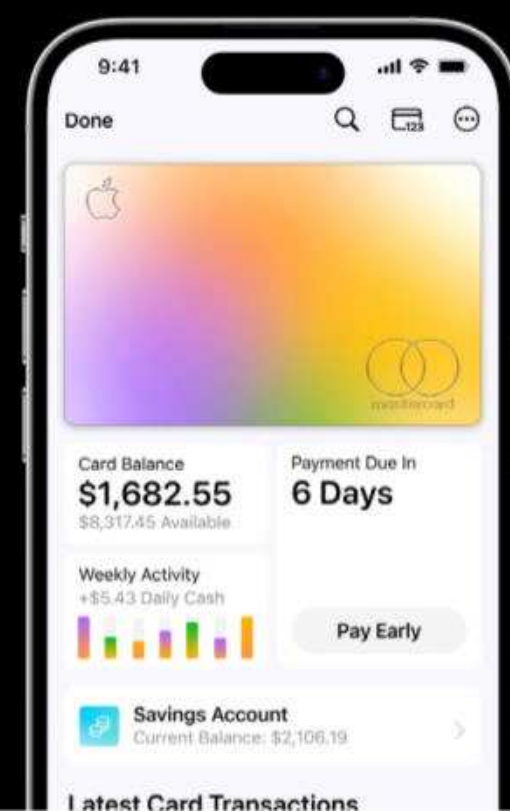 9:41
Done
123
mastercard
Card Balance
$1,682.55
$8,317.45 Available
Payment Due In
6 Days
Weekly Activity
+$5.43 Daily Cash
Pay Early
Savings Account
Current Balance: $2,106.19
Latest Card Transactions